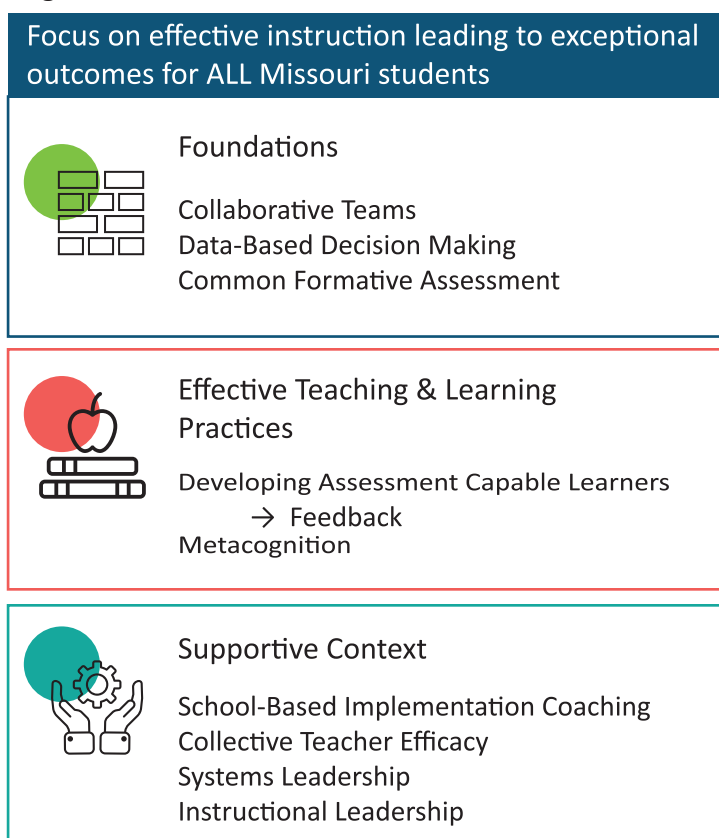 Focus on effective instruction leading to exceptional
outcomes for ALL Missouri students
Foundations
Collaborative Teams
Data-Based Decision Making
Common Formative Assessment
Effective Teaching & Learning
Practices
Developing Assessment Capable Learners
→ Feedback
Metacognition
Supportive Context
School-Based Implementation Coaching
Collective Teacher Efficacy
Systems Leadership
Instructional Leadership